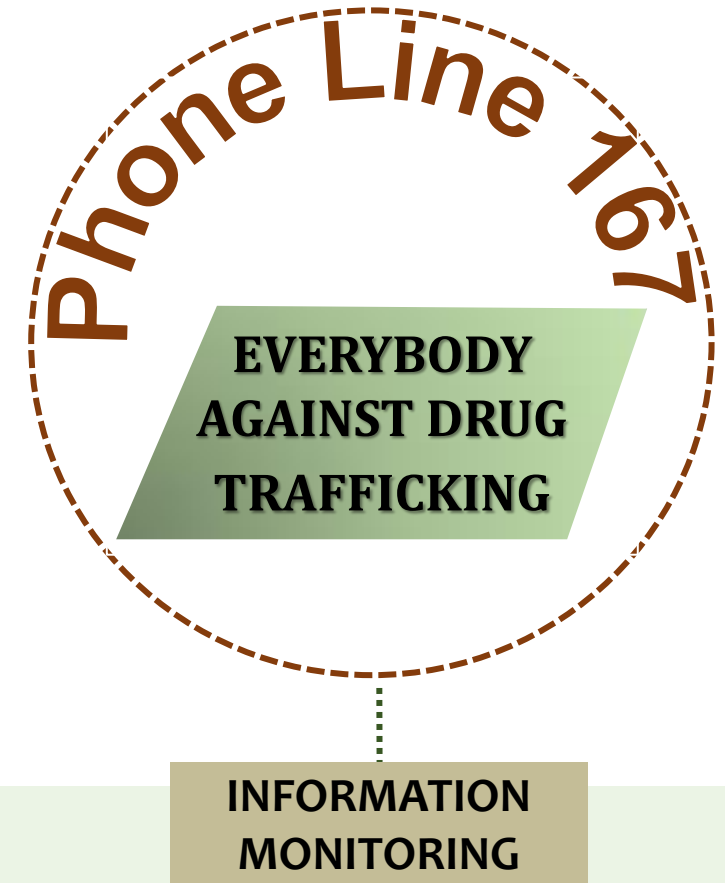 Phone Line 167
EVERYBODY
AGAINST DRUG
TRAFFICKING
INFORMATION
MONITORING